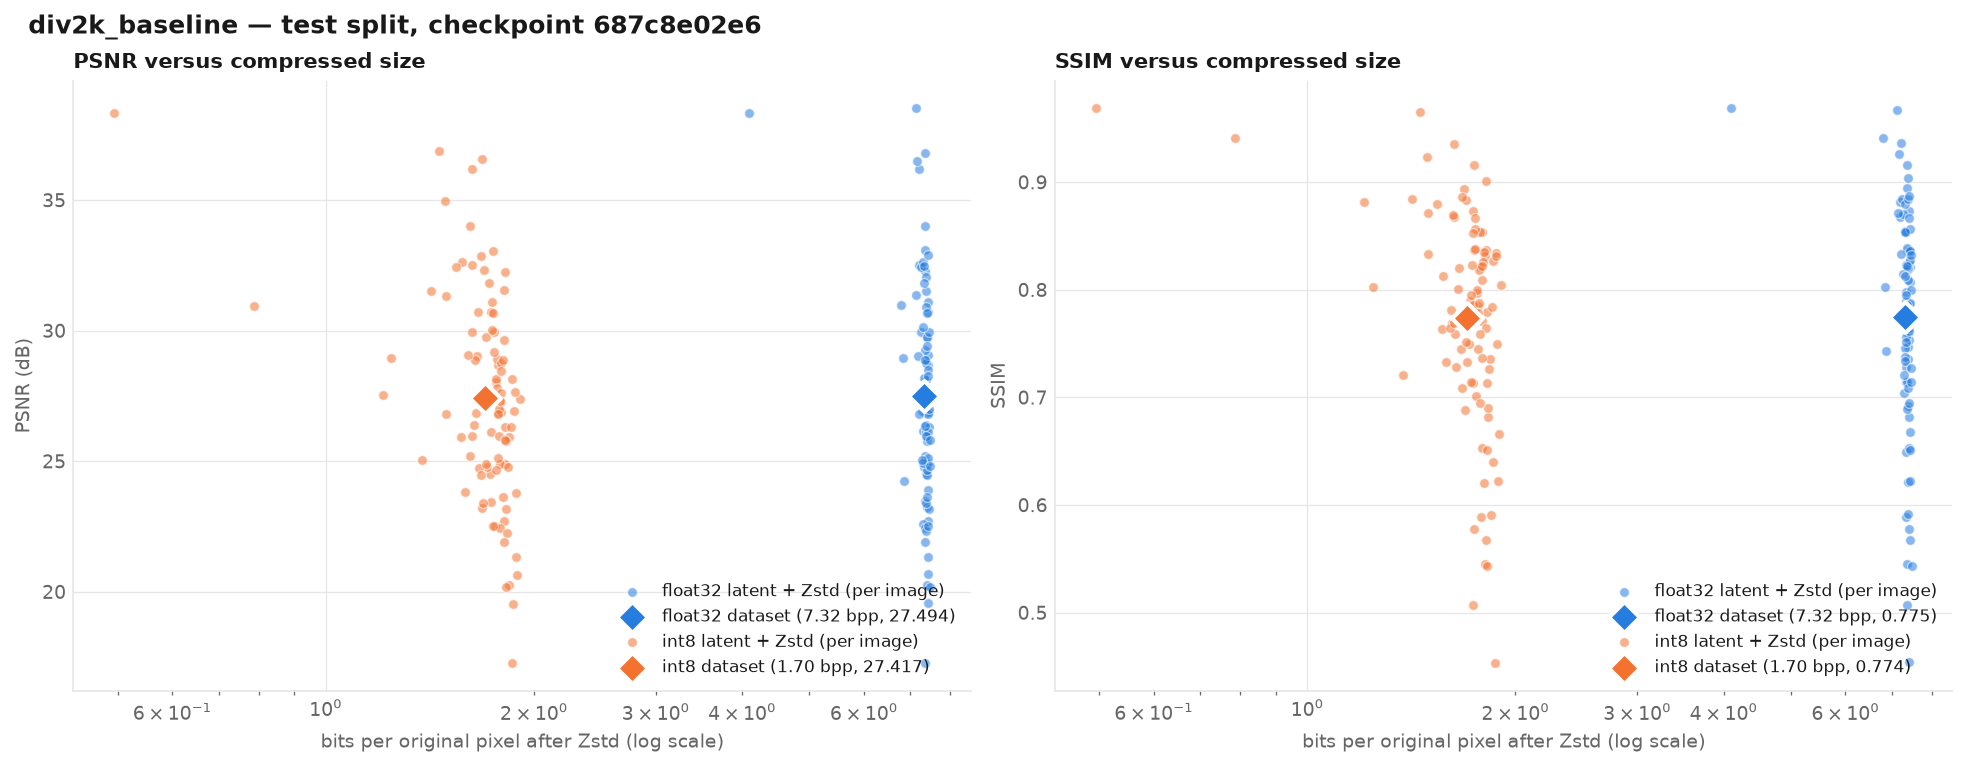 div2k_baseline — test split, checkpoint 687c8e02e6
PSNR versus compressed size
PSNR (dB)
35
30
25
20
float32 latent + Zstd (per image)
float32 dataset (7.32 bpp, 27.494)
int8 latent + Zstd (per image)
int8 dataset (1.70 bpp, 27.417)
6 × 10⁻¹
10⁰
2 × 10⁰
3 × 10⁰
4 × 10⁰
6 × 10⁰
bits per original pixel after Zstd (log scale)
SSIM versus compressed size
SSIM
0.9
0.8
0.7
0.6
0.5
float32 latent + Zstd (per image)
float32 dataset (7.32 bpp, 0.775)
int8 latent + Zstd (per image)
int8 dataset (1.70 bpp, 0.774)
6 × 10⁻¹
10⁰
2 × 10⁰
3 × 10⁰
4 × 10⁰
6 × 10⁰
bits per original pixel after Zstd (log scale)